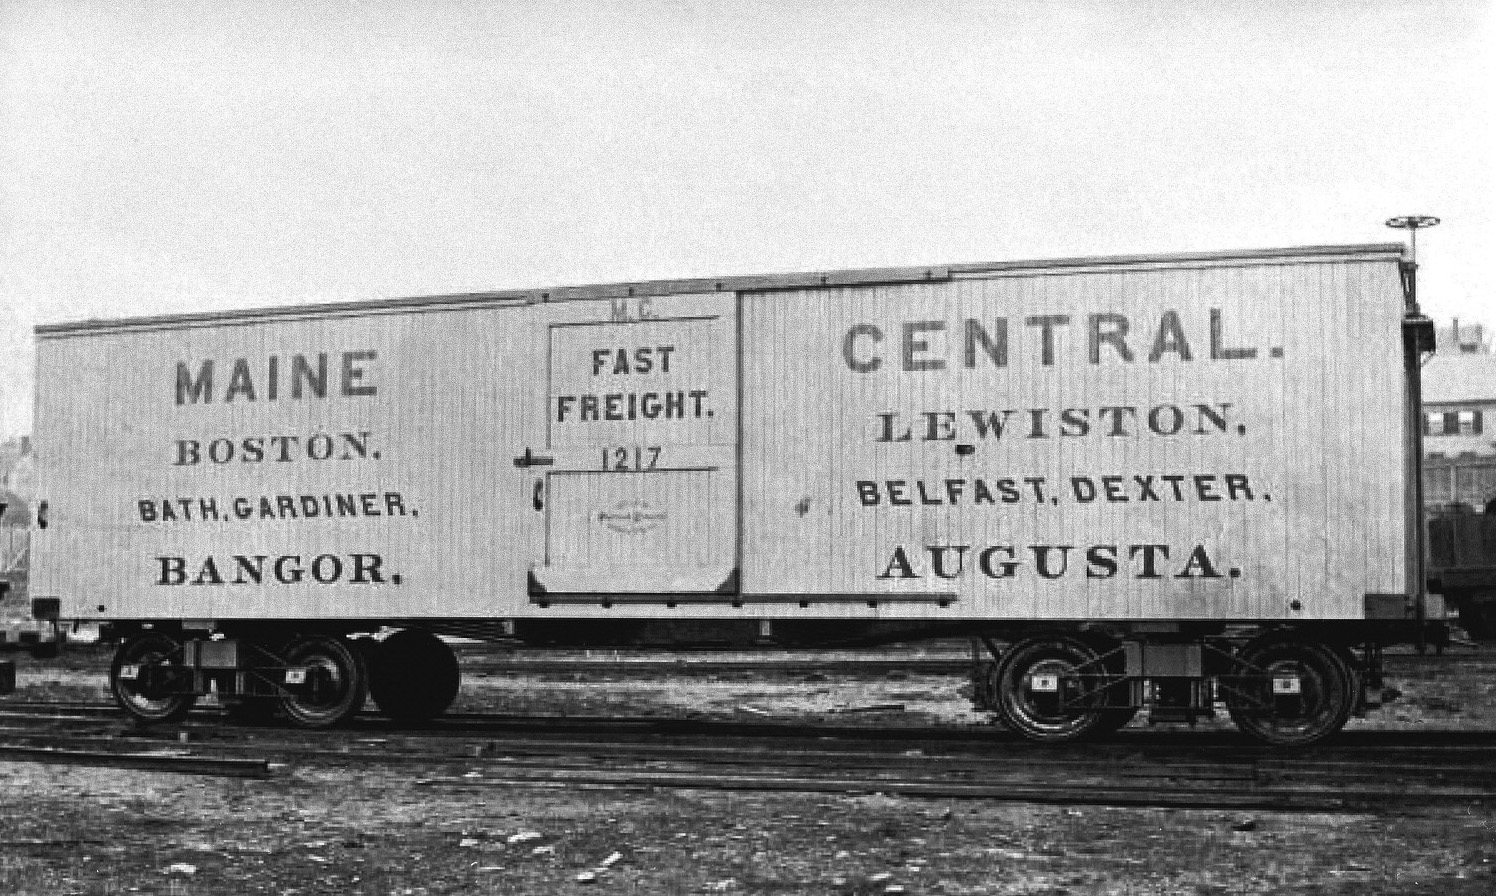 MAINE
BOSTON.
BATH, GARDINER,
BANGOR.
M.C.
FAST
FREIGHT.
1217
CENTRAL.
LEWISTON,
BELFAST, DEXTER,
AUGUSTA.